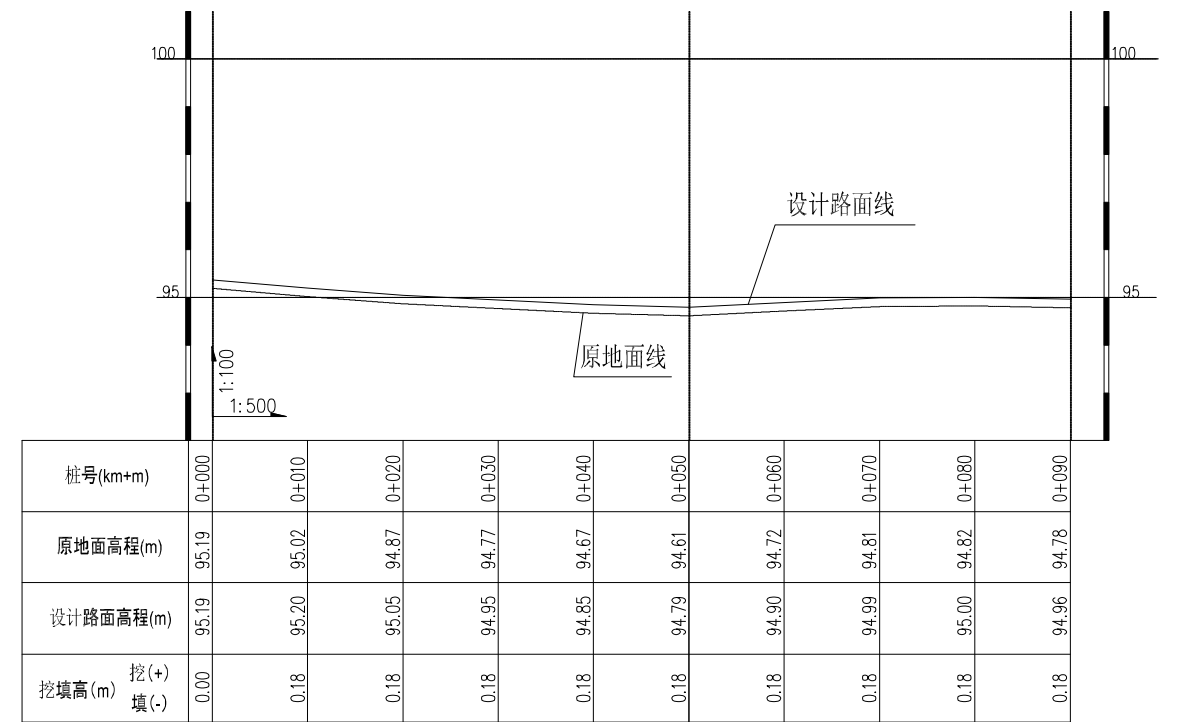 100
100
设计路面线
95
95
原地面线
1:100
1:500
桩号(km+m) 0+000 0+010 0+020 0+030 0+040 0+050 0+060 0+070 0+080 0+090
原地面高程(m) 95.19 95.02 94.87 94.77 94.67 94.61 94.72 94.81 94.82 94.78
设计路面高程(m) 95.19 95.20 95.05 94.95 94.85 94.79 94.90 94.99 95.00 94.96
挖填高(m) 挖(+) 0.00 0.18 0.18 0.18 0.18 0.18 0.18 0.18 0.18 0.18
填(-)